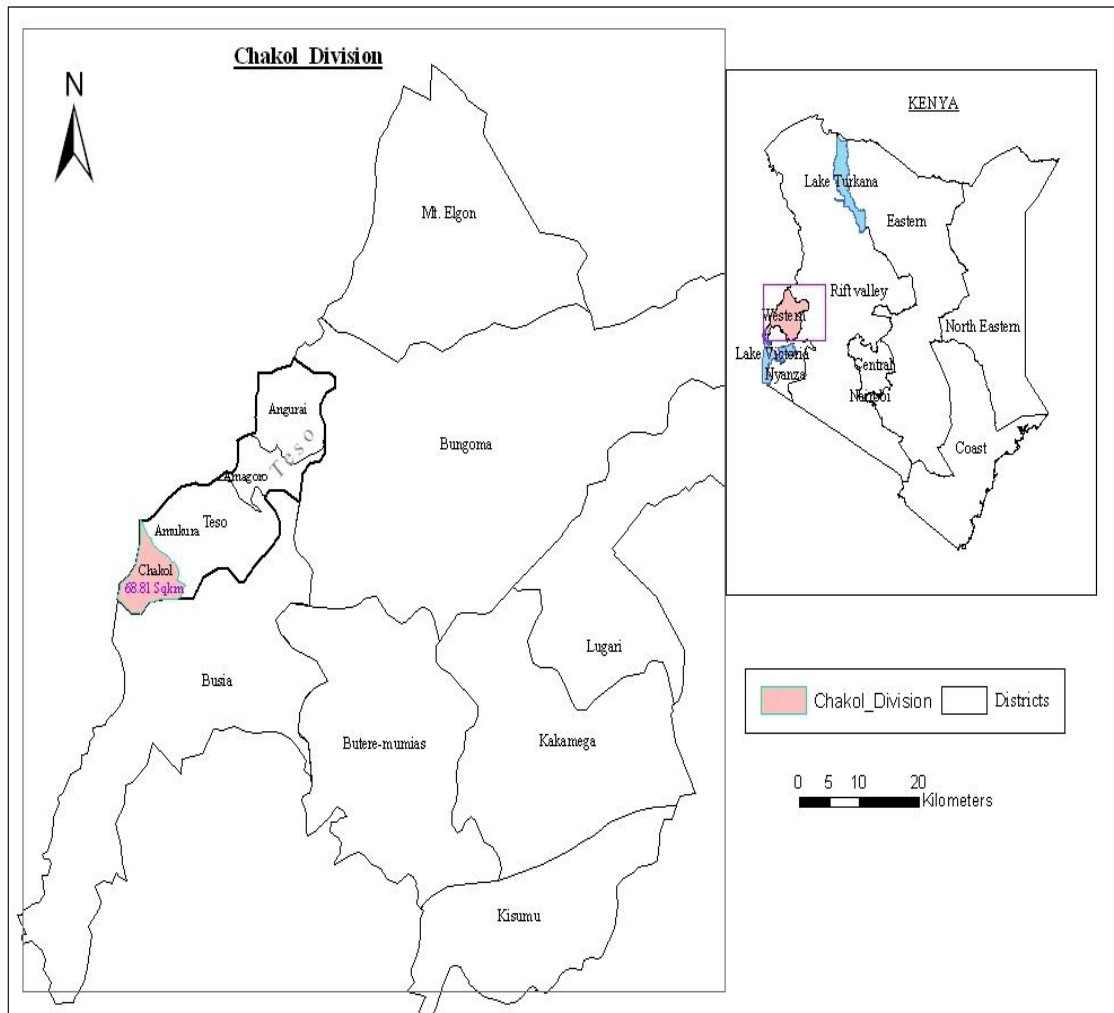 Chakol Division
N
Mt. Elgon
Angurai
Teso
Bungoma
Amagoro
Amukura
Teso
Chakol
68.81 Sqkm
Lugari
Busia
Butere-mumias
Kakamega
Kisumu
KENYA
Lake Turkana
Eastern
Rift valley
Western
North Eastern
Lake Victoria
Nyanza
Central
Nairobi
Coast
Chakol_Division
Districts
0 5 10 20
Kilometers